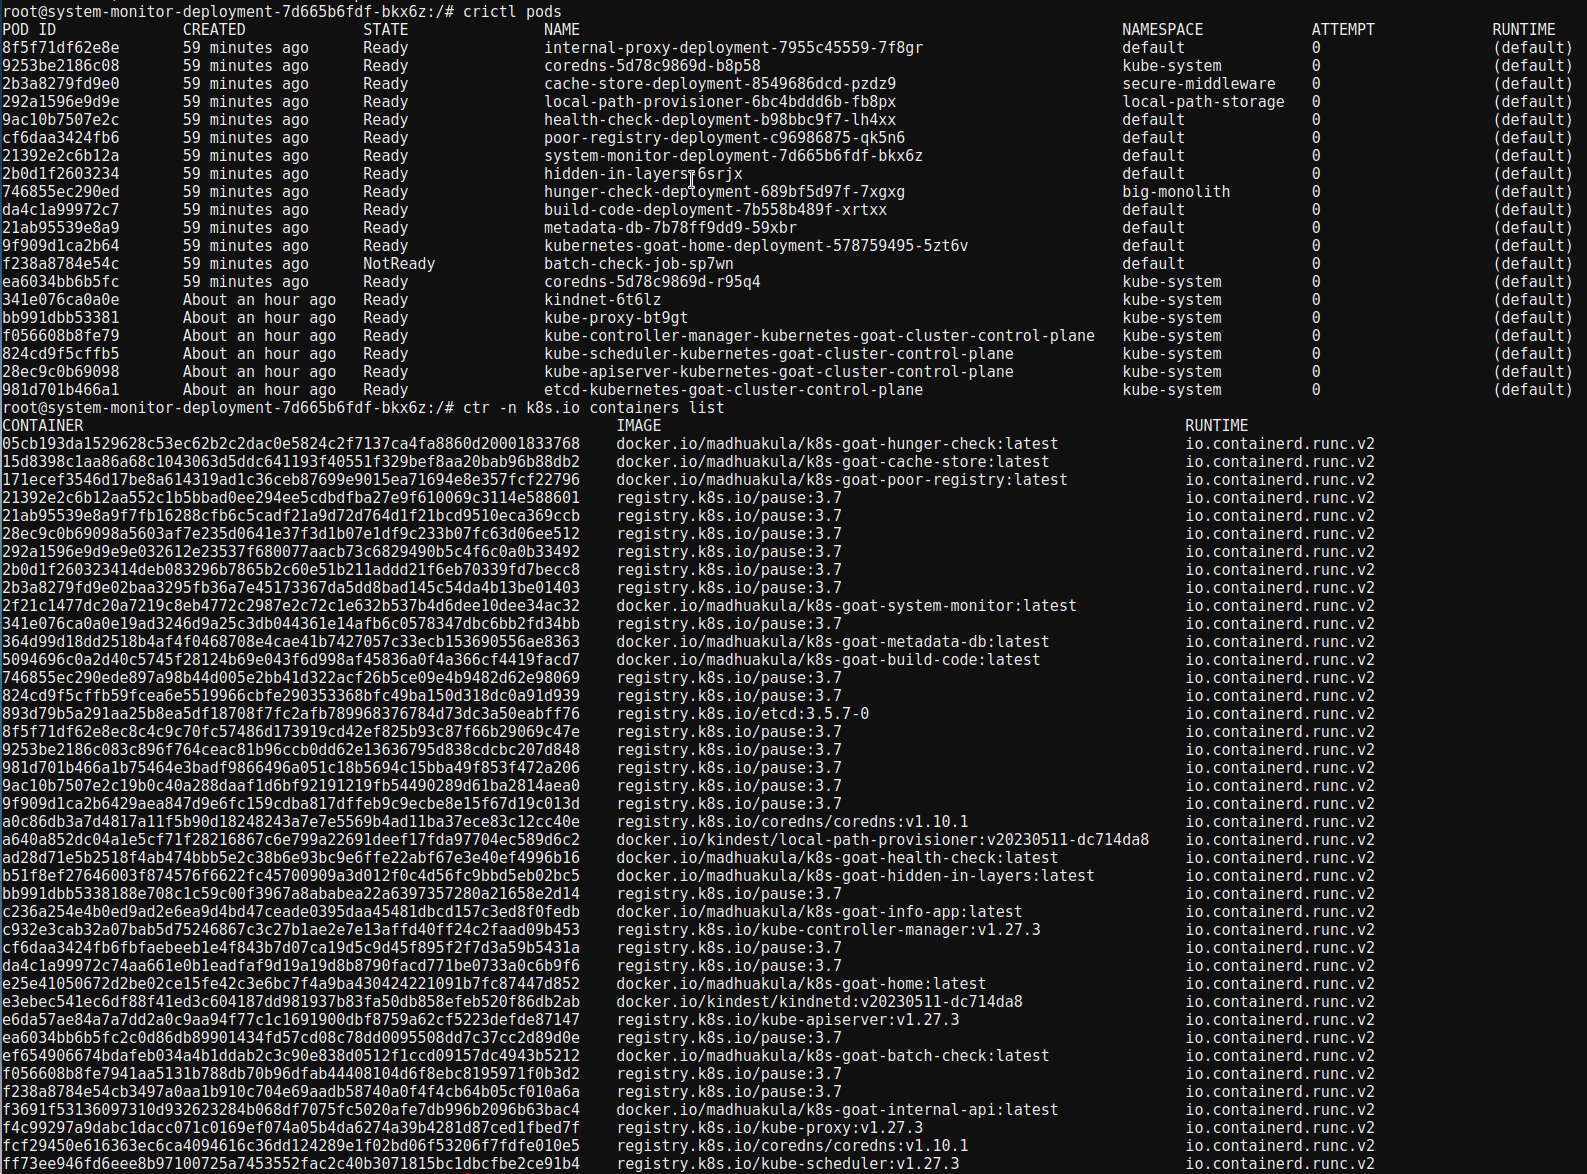 root@system-monitor-deployment-7d665b6fdf-bkx6z:/# crictl pods
POD ID CREATED STATE NAME NAMESPACE ATTEMPT RUNTIME
8f5f71df62e8e 59 minutes ago Ready internal-proxy-deployment-7955c45559-7f8gr default 0 (default)
9253be2186c08 59 minutes ago Ready coredns-5d78c9869d-b8p58 kube-system 0 (default)
2b3a8279fd9e0 59 minutes ago Ready cache-store-deployment-8549686dcd-pzdz9 secure-middleware 0 (default)
292a1596e9d9e 59 minutes ago Ready local-path-provisioner-6bc4bddd6b-fb8px local-path-storage 0 (default)
9ac10b7507e2c 59 minutes ago Ready health-check-deployment-b98bbc9f7-lh4xx default 0 (default)
cf6daa3424fb6 59 minutes ago Ready poor-registry-deployment-c96986875-qk5n6 default 0 (default)
21392e2c6b12a 59 minutes ago Ready system-monitor-deployment-7d665b6fdf-bkx6z default 0 (default)
2b0d1f2603234 59 minutes ago Ready hidden-in-layers-6srjx default 0 (default)
746855ec290ed 59 minutes ago Ready hunger-check-deployment-689bf5d97f-7xgxg big-monolith 0 (default)
da4c1a99972c7 59 minutes ago Ready build-code-deployment-7b558b489f-xrtxx default 0 (default)
21ab95539e8a9 59 minutes ago Ready metadata-db-7b78ff9dd9-59xbr default 0 (default)
9f909d1ca2b64 59 minutes ago Ready kubernetes-goat-home-deployment-578759495-5zt6v default 0 (default)
f238a8784e54c 59 minutes ago NotReady batch-check-job-sp7wn default 0 (default)
ea6034bb6b5fc 59 minutes ago Ready coredns-5d78c9869d-r95q4 kube-system 0 (default)
341e076ca0a0e About an hour ago Ready kindnet-6t6lz kube-system 0 (default)
bb991dbb53381 About an hour ago Ready kube-proxy-bt9gt kube-system 0 (default)
f056608b8fe79 About an hour ago Ready kube-controller-manager-kubernetes-goat-cluster-control-plane kube-system 0 (default)
824cd9f5cffb5 About an hour ago Ready kube-scheduler-kubernetes-goat-cluster-control-plane kube-system 0 (default)
28ec9c0b69098 About an hour ago Ready kube-apiserver-kubernetes-goat-cluster-control-plane kube-system 0 (default)
981d701b466a1 About an hour ago Ready etcd-kubernetes-goat-cluster-control-plane kube-system 0 (default)
root@system-monitor-deployment-7d665b6fdf-bkx6z:/# ctr -n k8s.io containers list
CONTAINER IMAGE RUNTIME
05cb193da1529628c53ec62b2c2dac0e5824c2f7137ca4fa8860d20001833768 docker.io/madhuakula/k8s-goat-hunger-check:latest io.containerd.runc.v2
15d8398c1aa86a68c1043063d5ddc641193f40551f329bef8aa20bab96b88db2 docker.io/madhuakula/k8s-goat-cache-store:latest io.containerd.runc.v2
171ecef3546d17be8a614319ad1c36ceb87699e9015ea71694e8e357fcf22796 docker.io/madhuakula/k8s-goat-poor-registry:latest io.containerd.runc.v2
21392e2c6b12aa552c1b5bbad0ee294ee5cdbdfba27e9f610069c3114e588601 registry.k8s.io/pause:3.7 io.containerd.runc.v2
21ab95539e8a9f7fb16288cfb6c5cadf21a9d72d764d1f21bcd9510eca369ccb registry.k8s.io/pause:3.7 io.containerd.runc.v2
28ec9c0b69098a5603af7e235d0641e37f3d1b07e1df9c233b07fc63d06ee512 registry.k8s.io/pause:3.7 io.containerd.runc.v2
292a1596e9d9e9e032612e23537f680077aacb73c6829490b5c4f6c0a0b33492 registry.k8s.io/pause:3.7 io.containerd.runc.v2
2b0d1f260323414deb083296b7865b2c60e51b211addd21f6eb70339fd7becc8 registry.k8s.io/pause:3.7 io.containerd.runc.v2
2b3a8279fd9e02baa3295fb36a7e45173367da5dd8bad145c54da4b13be01403 registry.k8s.io/pause:3.7 io.containerd.runc.v2
2f21c1477dc20a7219c8eb4772c2987e2c72c1e632b537b4d6dee10dee34ac32 docker.io/madhuakula/k8s-goat-system-monitor:latest io.containerd.runc.v2
341e076ca0a0e19ad3246d9a25c3db044361e14afb6c0578347dbc6bb2fd34bb registry.k8s.io/pause:3.7 io.containerd.runc.v2
364d99d18dd2518b4af4f0468708e4cae41b7427057c33ecb153690556ae8363 docker.io/madhuakula/k8s-goat-metadata-db:latest io.containerd.runc.v2
5094696c0a2d40c5745f28124b69e043f6d998af45836a0f4a366cf4419facd7 docker.io/madhuakula/k8s-goat-build-code:latest io.containerd.runc.v2
746855ec290ede897a98b44d005e2bb41d322acf26b5ce09e4b9482d62e98069 registry.k8s.io/pause:3.7 io.containerd.runc.v2
824cd9f5cffb59fcea6e5519966cbfe290353368bfc49ba150d318dc0a91d939 registry.k8s.io/pause:3.7 io.containerd.runc.v2
893d79b5a291aa25b8ea5df18708f7fc2afb789968376784d73dc3a50eabff76 registry.k8s.io/etcd:3.5.7-0 io.containerd.runc.v2
8f5f71df62e8ec8c4c9c70fc57486d173919cd42ef825b93c87f66b29069c47e registry.k8s.io/pause:3.7 io.containerd.runc.v2
9253be2186c083c896f764ceac81b96ccb0dd62e13636795d838cdcbc207d848 registry.k8s.io/pause:3.7 io.containerd.runc.v2
981d701b466a1b75464e3badf9866496a051c18b5694c15bba49f853f472a206 registry.k8s.io/pause:3.7 io.containerd.runc.v2
9ac10b7507e2c19b0c40a288daaf1d6bf92191219fb54490289d61ba2814aea0 registry.k8s.io/pause:3.7 io.containerd.runc.v2
9f909d1ca2b6429aea847d9e6fc159cdba817dffeb9c9ecbe8e15f67d19c013d registry.k8s.io/pause:3.7 io.containerd.runc.v2
a0c86db3a7d4817a11f5b90d18248243a7e7e5569b4ad11ba37ece83c12cc40e registry.k8s.io/coredns/coredns:v1.10.1 io.containerd.runc.v2
a640a852dc04a1e5cf71f28216867c6e799a22691deef17fda97704ec589d6c2 docker.io/kindest/local-path-provisioner:v20230511-dc714da8 io.containerd.runc.v2
ad28d71e5b2518f4ab474bbb5e2c38b6e93bc9e6ffe22abf67e3e40ef4996b16 docker.io/madhuakula/k8s-goat-health-check:latest io.containerd.runc.v2
b51f8ef27646003f874576f6622fc45700909a3d012f0c4d56fc9bbd5eb02bc5 docker.io/madhuakula/k8s-goat-hidden-in-layers:latest io.containerd.runc.v2
bb991dbb5338188e708c1c59c00f3967a8ababea22a6397357280a21658e2d14 registry.k8s.io/pause:3.7 io.containerd.runc.v2
c236a254e4b0ed9ad2e6ea9d4bd47ceade0395daa45481dbcd157c3ed8f0fedb docker.io/madhuakula/k8s-goat-info-app:latest io.containerd.runc.v2
c932e3cab32a07bab5d75246867c3c27b1ae2e7e13affd40ff24c2faad09b453 registry.k8s.io/kube-controller-manager:v1.27.3 io.containerd.runc.v2
cf6daa3424fb6fbfaebeeb1e4f843b7d07ca19d5c9d45f895f2f7d3a59b5431a registry.k8s.io/pause:3.7 io.containerd.runc.v2
da4c1a99972c74aa661e0b1eadfaf9d19a19d8b8790facd771be0733a0c6b9f6 registry.k8s.io/pause:3.7 io.containerd.runc.v2
e25e41050672d2be02ce15fe42c3e6bc7f4a9ba430424221091b7fc87447d852 docker.io/madhuakula/k8s-goat-home:latest io.containerd.runc.v2
e3ebec541ec6df88f41ed3c604187dd981937b83fa50db858efeb520f86db2ab docker.io/kindest/kindnetd:v20230511-dc714da8 io.containerd.runc.v2
e6da57ae84a7a7dd2a0c9aa94f77c1c1691900dbf8759a62cf5223defde87147 registry.k8s.io/kube-apiserver:v1.27.3 io.containerd.runc.v2
ea6034bb6b5fc2c0d86db89901434fd57cd08c78dd0095508dd7c37cc2d89d0e registry.k8s.io/pause:3.7 io.containerd.runc.v2
ef654906674bdafeb034a4b1ddab2c3c90e838d0512f1ccd09157dc4943b5212 docker.io/madhuakula/k8s-goat-batch-check:latest io.containerd.runc.v2
f056608b8fe7941aa5131b788db70b96dfab44408104d6f8ebc8195971f0b3d2 registry.k8s.io/pause:3.7 io.containerd.runc.v2
f238a8784e54cb3497a0aa1b910c704e69aadb58740a0f4f4cb64b05cf010a6a registry.k8s.io/pause:3.7 io.containerd.runc.v2
f3691f53136097310d932623284b068df7075fc5020afe7db996b2096b63bac4 docker.io/madhuakula/k8s-goat-internal-api:latest io.containerd.runc.v2
f4c99297a9dabc1dacc071c0169ef074a05b4da6274a39b4281d87ced1fbed7f registry.k8s.io/kube-proxy:v1.27.3 io.containerd.runc.v2
fcf29450e616363ec6ca4094616c36dd124289e1f02bd06f53206f7fdfe010e5 registry.k8s.io/coredns/coredns:v1.10.1 io.containerd.runc.v2
ff73ee946fd6eee8b97100725a7453552fac2c40b3071815bc1dbcfbe2ce91b4 registry.k8s.io/kube-scheduler:v1.27.3 io.containerd.runc.v2